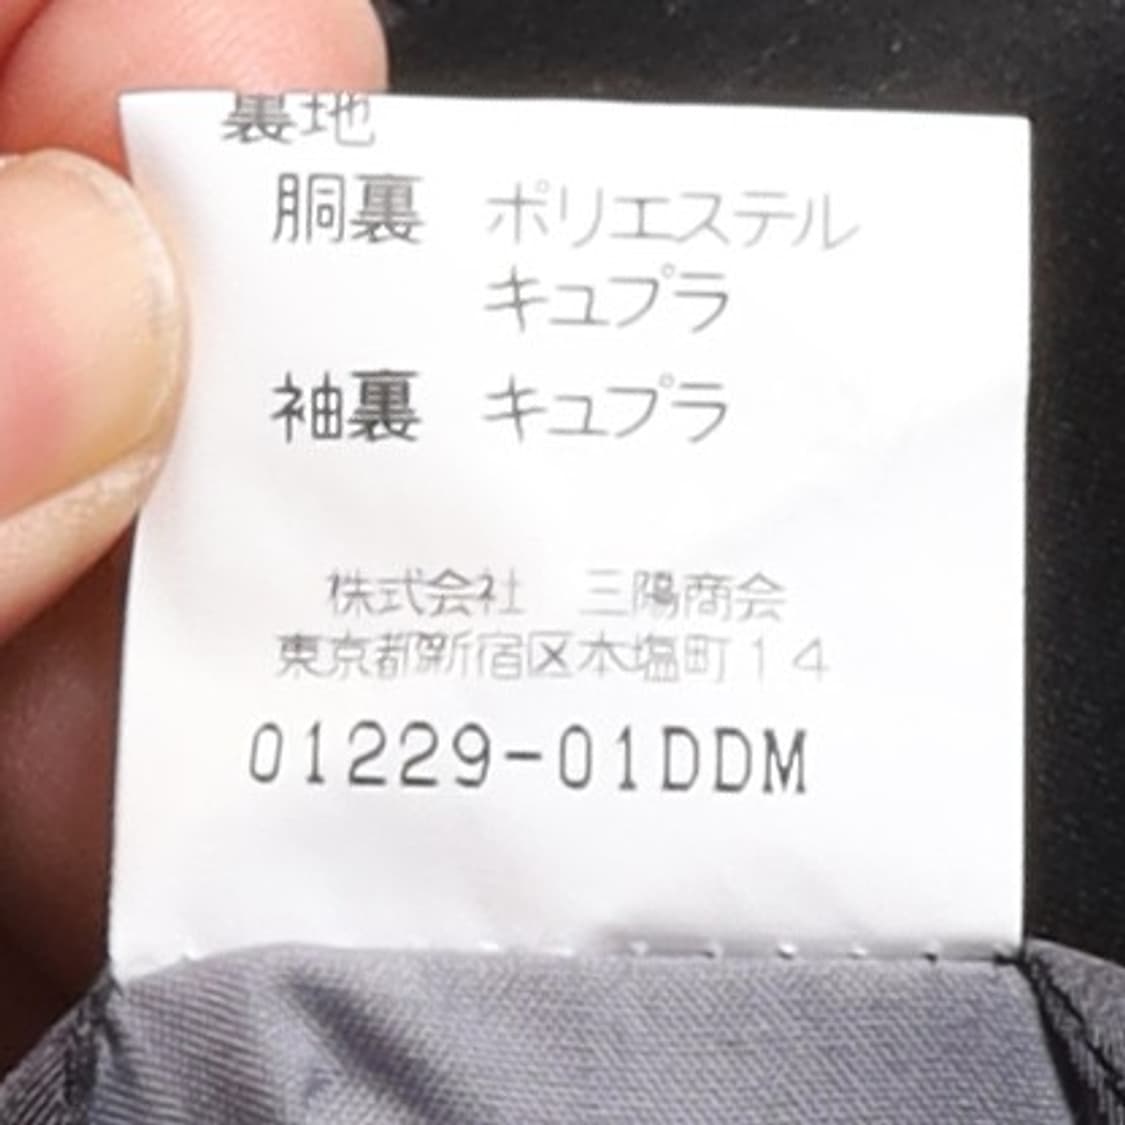 裏地
胴裏 ポリエステル
キュプラ
袖裏 キュプラ
株式会社 三陽商会
東京都新宿区本塩町14
01229-01DDM